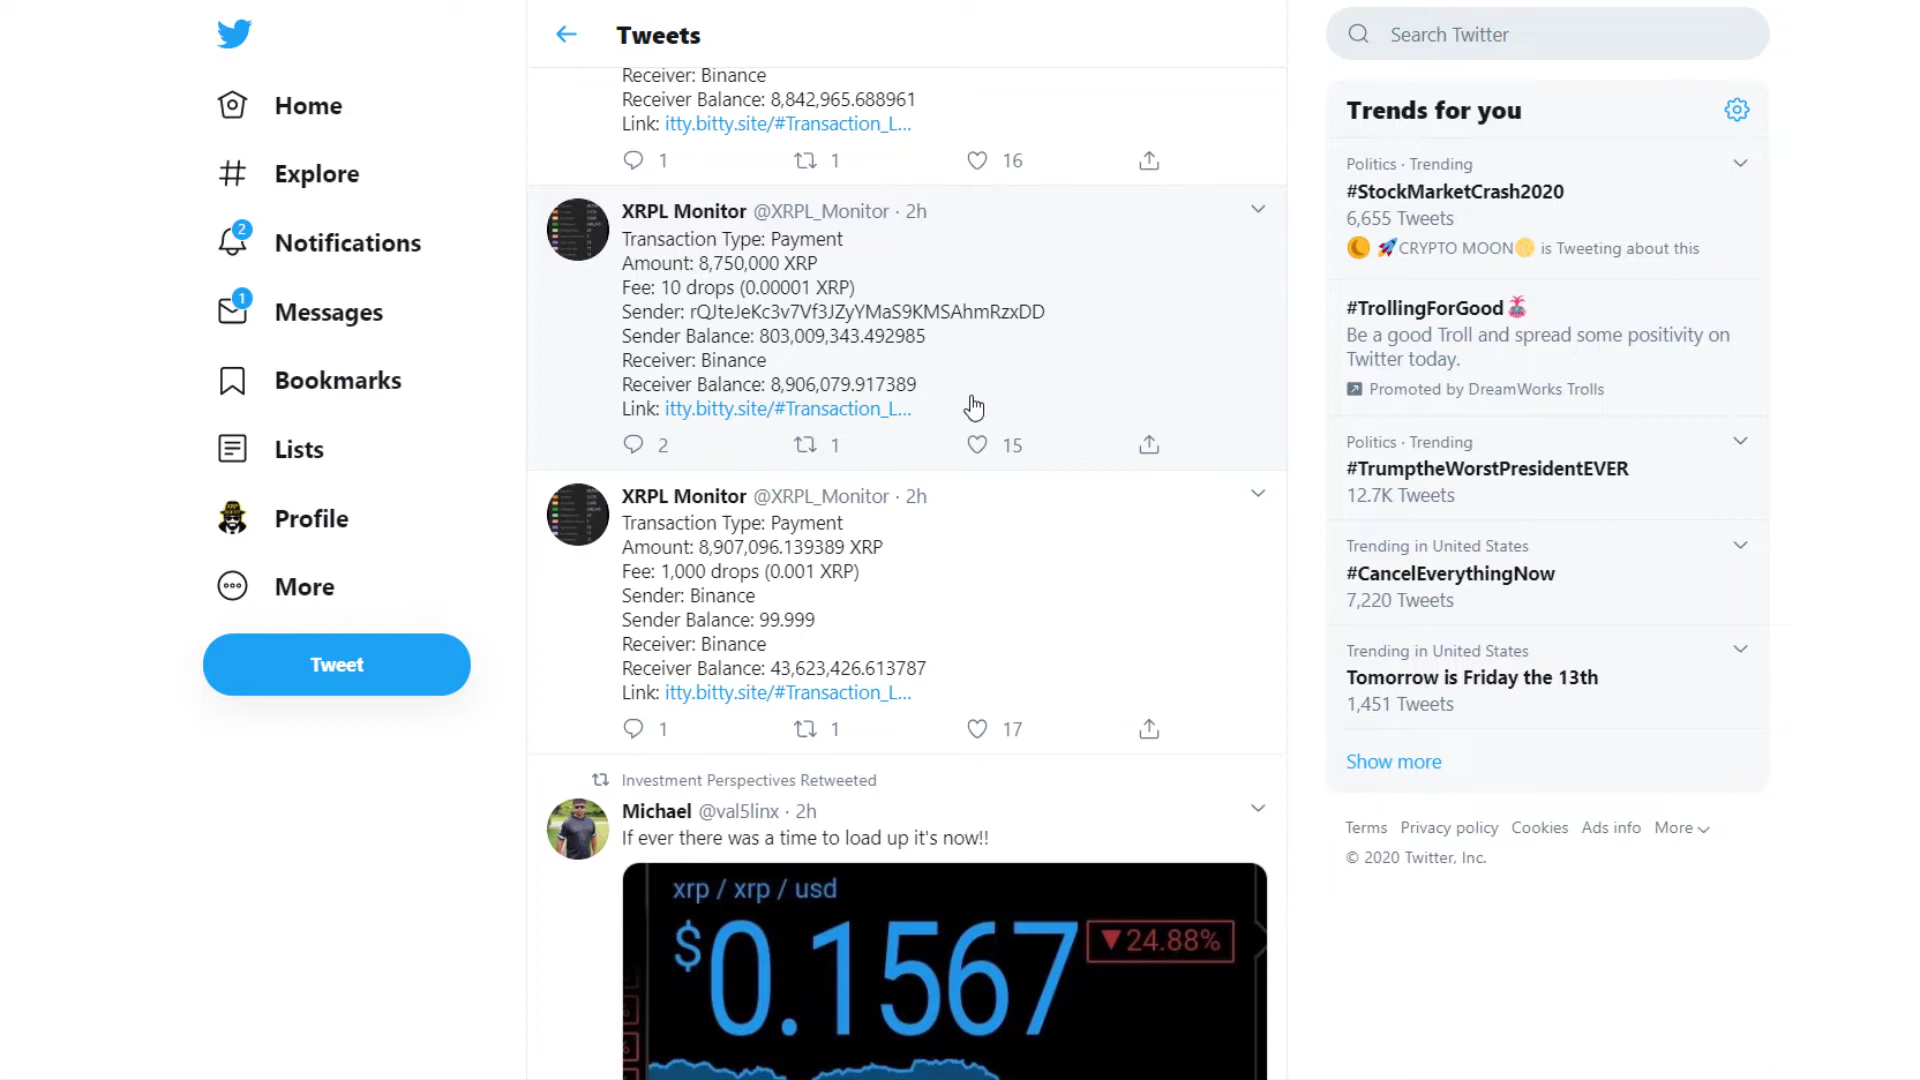 Home
Explore
2
Notifications
1
Messages
Bookmarks
Lists
Profile
More
Tweet
Tweets
Receiver: Binance
Receiver Balance: 8,842,965.688961
Link: itty.bitty.site/#Transaction_L...
1 1 16
XRPL Monitor @XRPL_Monitor · 2h
Transaction Type: Payment
Amount: 8,750,000 XRP
Fee: 10 drops (0.00001 XRP)
Sender: rQJteJeKc3v7Vf3JZyYMaS9KMSAhmRzxDD
Sender Balance: 803,009,343.492985
Receiver: Binance
Receiver Balance: 8,906,079.917389
Link: itty.bitty.site/#Transaction_L...
2 1 15
XRPL Monitor @XRPL_Monitor · 2h
Transaction Type: Payment
Amount: 8,907,096.139389 XRP
Fee: 1,000 drops (0.001 XRP)
Sender: Binance
Sender Balance: 99.999
Receiver: Binance
Receiver Balance: 43,623,426.613787
Link: itty.bitty.site/#Transaction_L...
1 1 17
Investment Perspectives Retweeted
Michael @val5linx · 2h
If ever there was a time to load up it's now!!
xrp / xrp / usd
$0.1567 ▼24.88%
Search Twitter
Trends for you
Politics · Trending
#StockMarketCrash2020
6,655 Tweets
🌙 🚀CRYPTO MOON🌕 is Tweeting about this
#TrollingForGood
Be a good Troll and spread some positivity on
Twitter today.
Promoted by DreamWorks Trolls
Politics · Trending
#TrumptheWorstPresidentEVER
12.7K Tweets
Trending in United States
#CancelEverythingNow
7,220 Tweets
Trending in United States
Tomorrow is Friday the 13th
1,451 Tweets
Show more
Terms Privacy policy Cookies Ads info More
© 2020 Twitter, Inc.